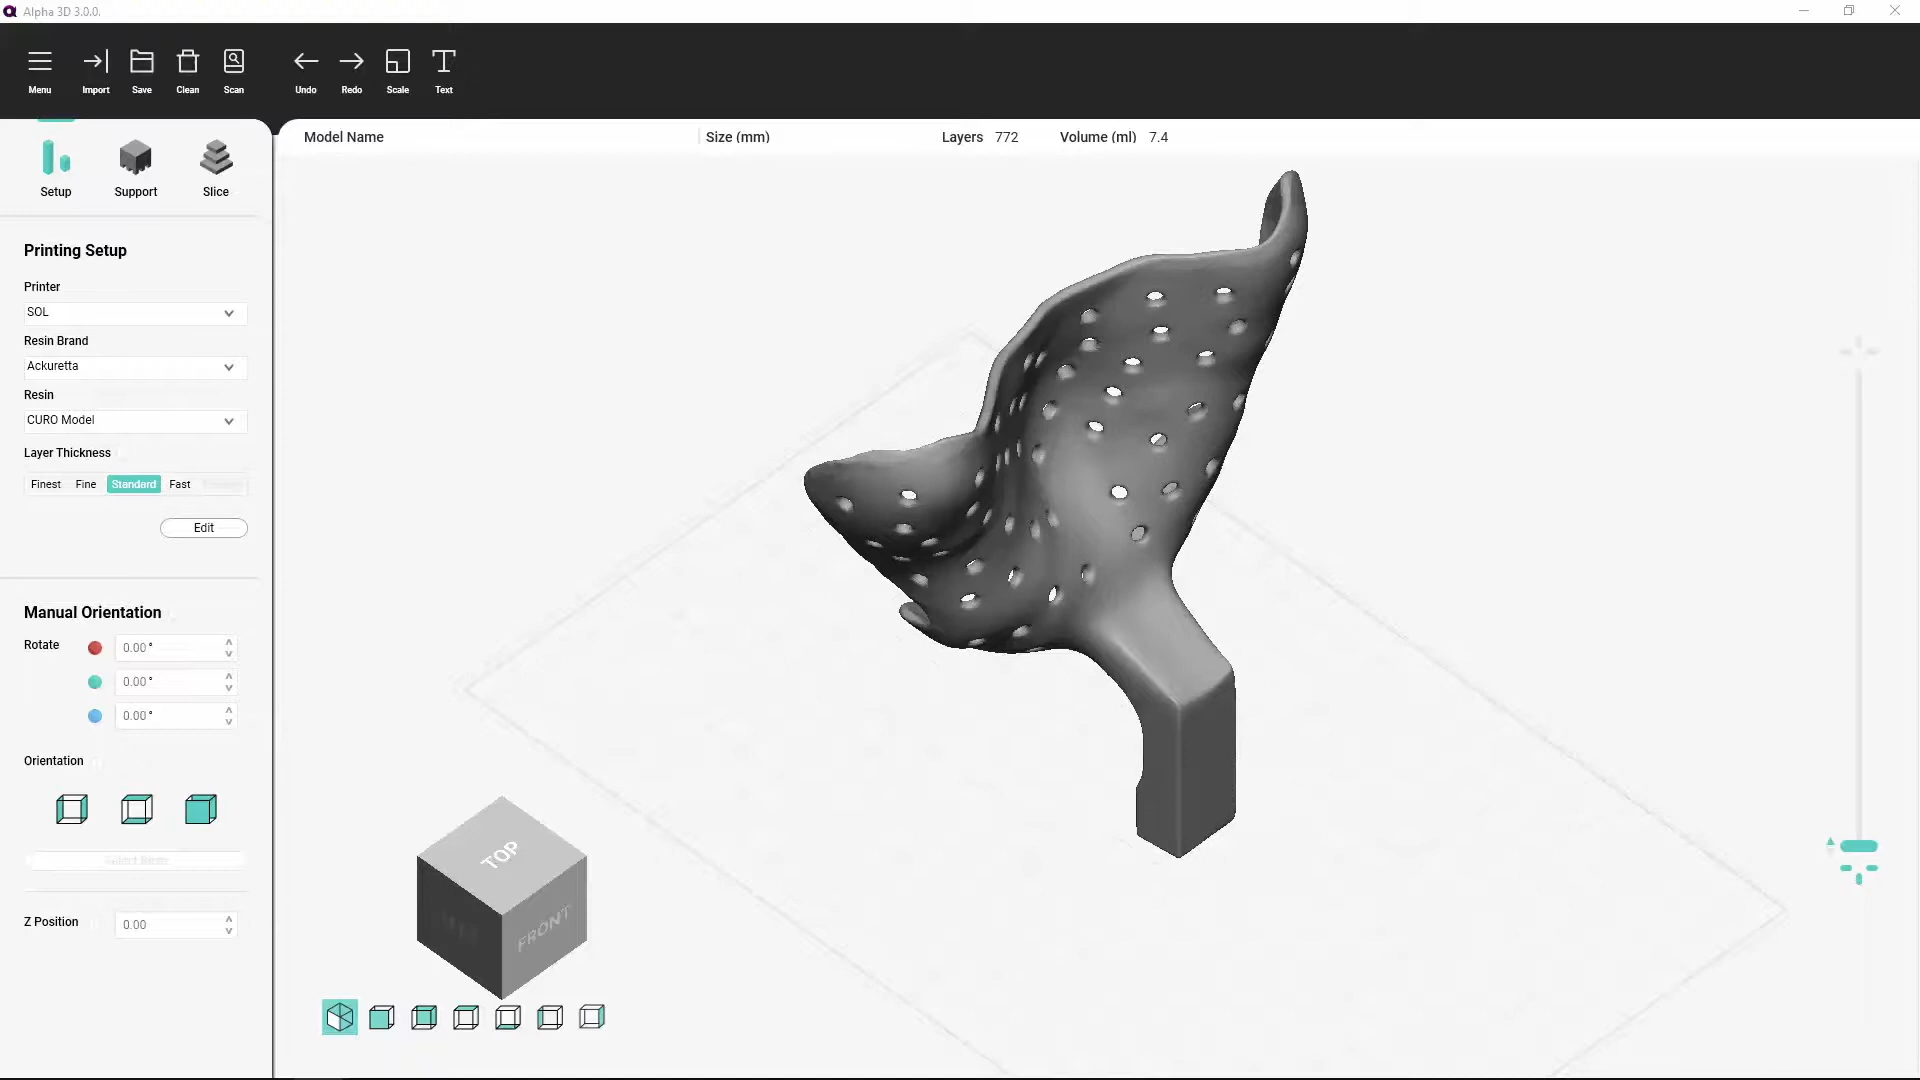 Alpha 3D 3.0.0.
Menu Import Save Clean Scan Undo Redo Scale Text
Setup Support Slice
Model Name Size (mm) Layers 772 Volume (ml) 7.4
Printing Setup
Printer
SOL
Resin Brand
Ackuretta
Resin
CURO Model
Layer Thickness
Finest Fine Standard Fast
Edit
Manual Orientation
Rotate 0.00 °
0.00 °
0.00 °
Orientation
Select Base
Z Position 0.00
TOP
FRONT